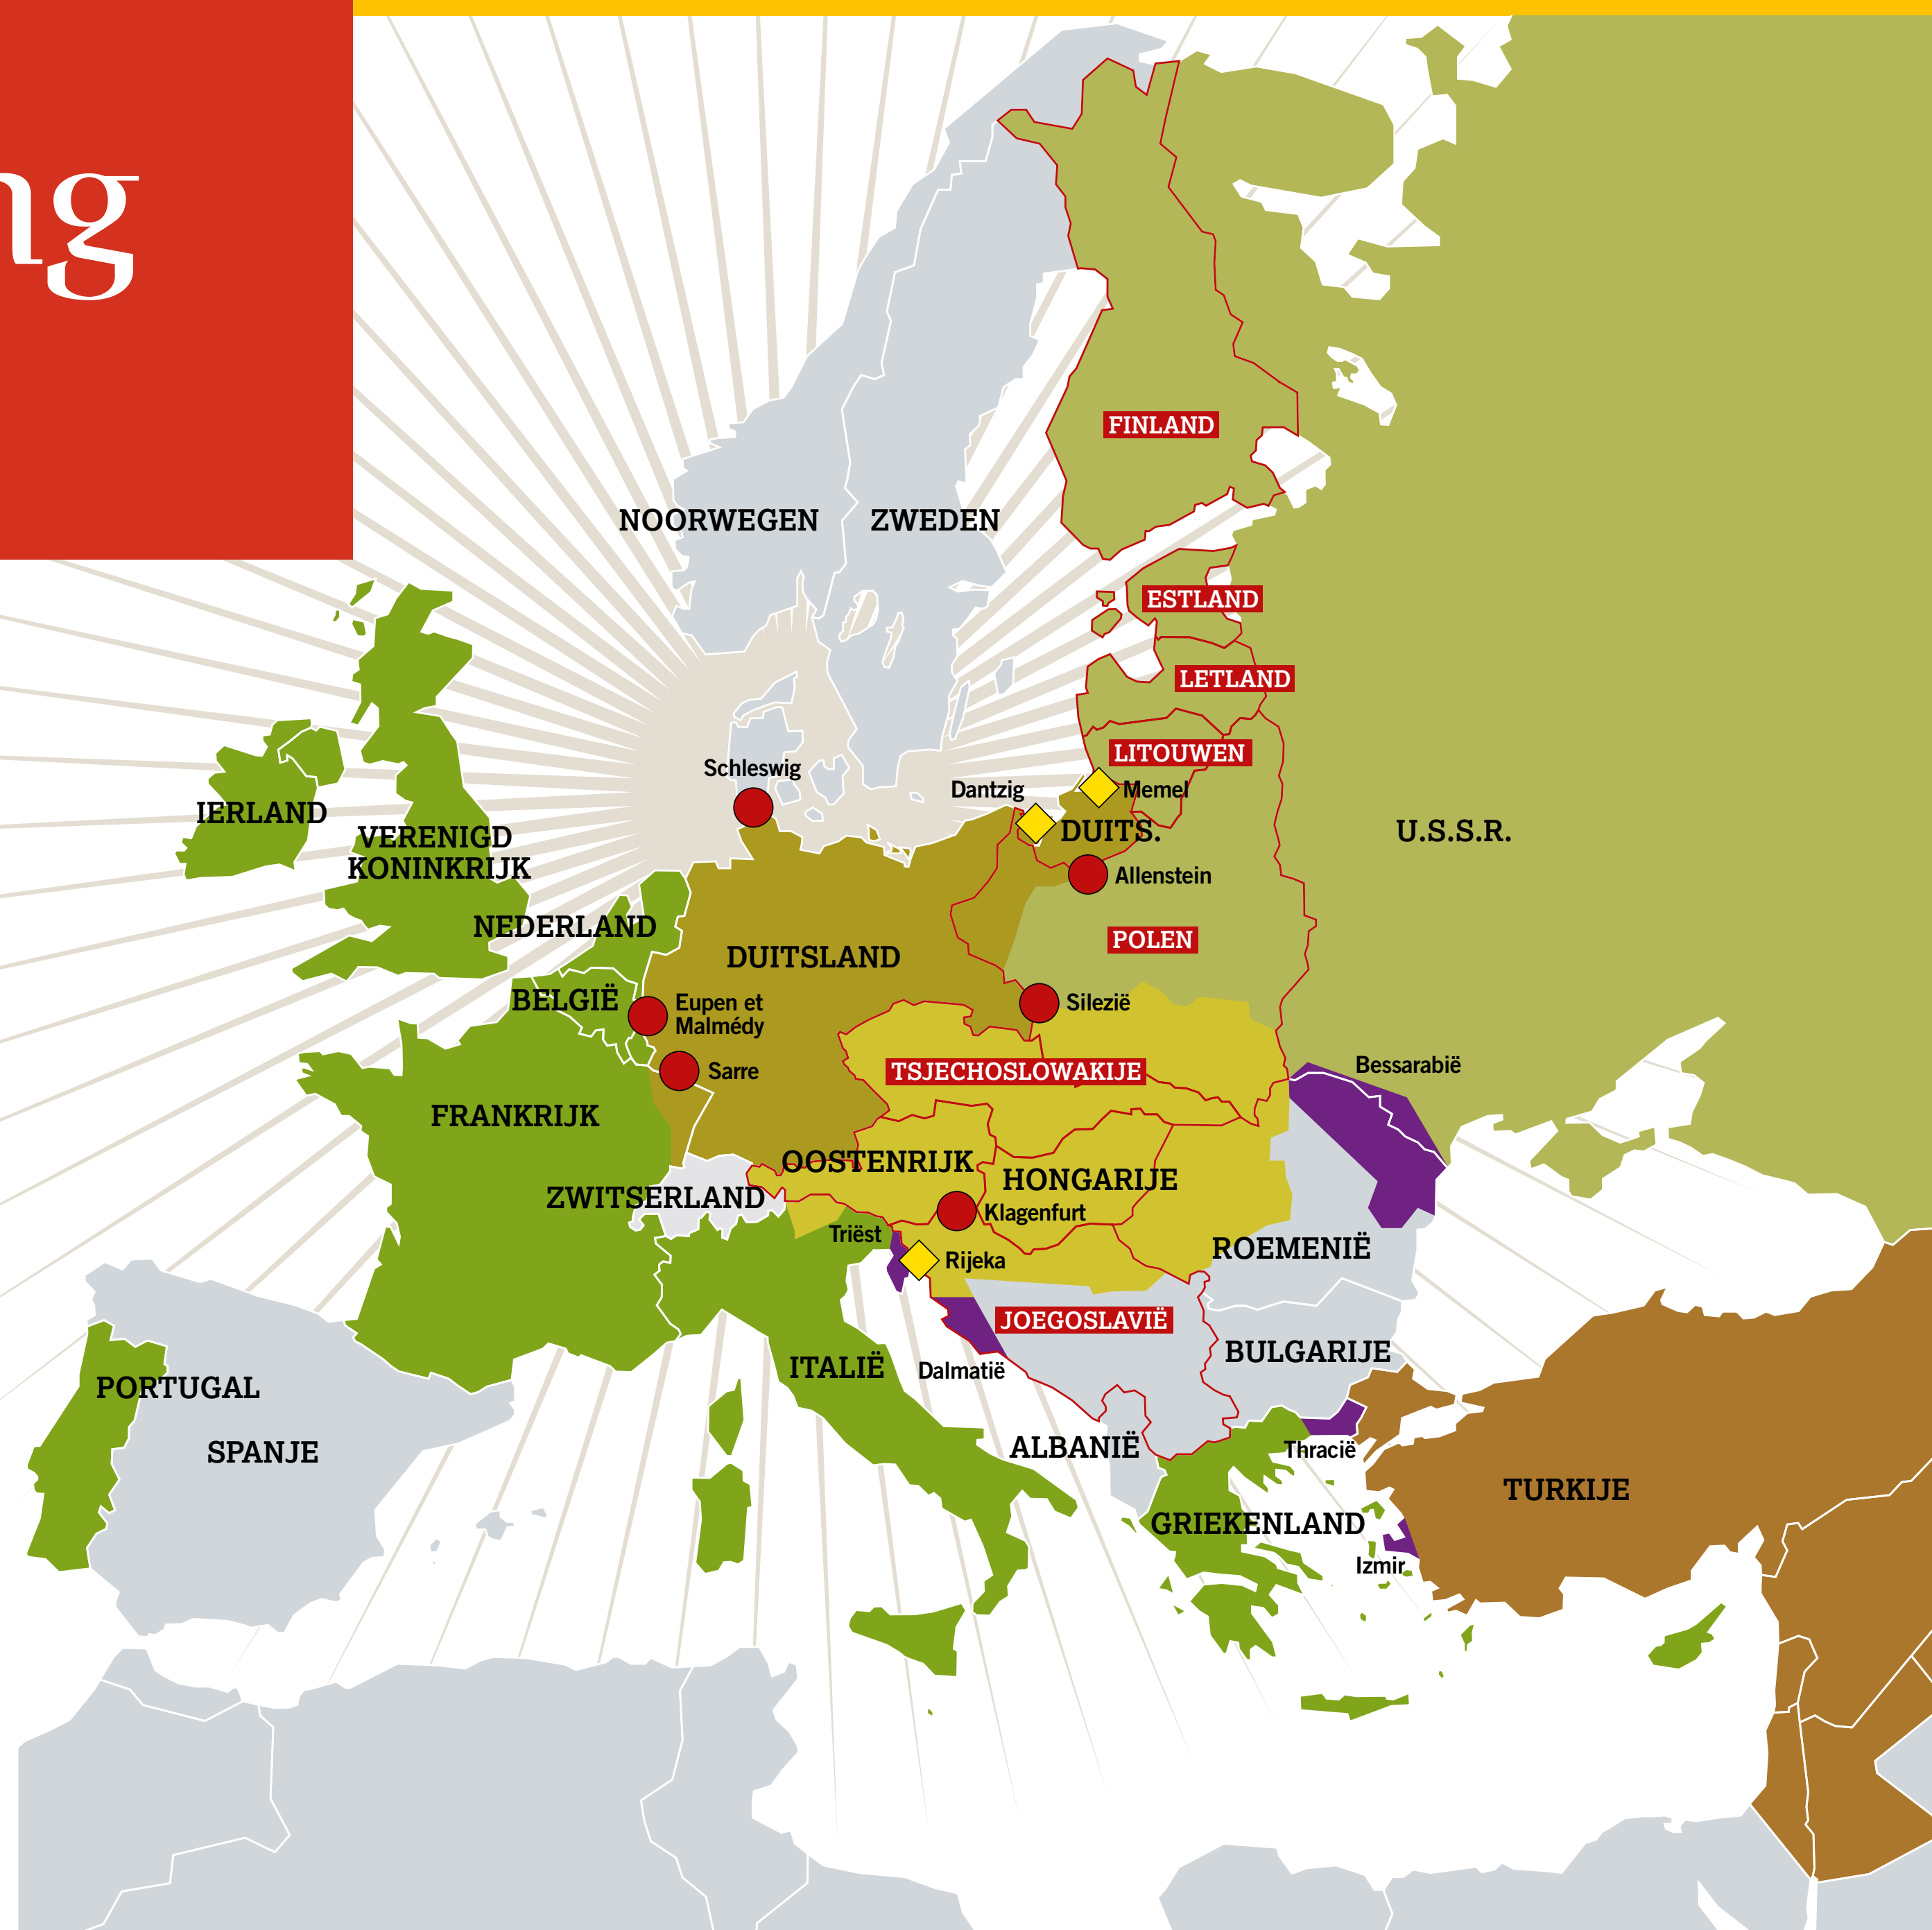 ng
FINLAND
NOORWEGEN
ZWEDEN
ESTLAND
LETLAND
LITOUWEN
Schleswig
Dantzig
Memel
IERLAND
VERENIGD
KONINKRIJK
DUITS.
U.S.S.R.
Allenstein
NEDERLAND
POLEN
DUITSLAND
BELGIË
Eupen et
Malmédy
Silezië
Sarre
TSJECHOSLOWAKIJE
Bessarabië
FRANKRIJK
OOSTENRIJK
HONGARIJE
ZWITSERLAND
Klagenfurt
Triëst
ROEMENIË
Rijeka
JOEGOSLAVIË
BULGARIJE
ITALIË
Dalmatië
PORTUGAL
SPANJE
ALBANIË
Thracië
TURKIJE
GRIEKENLAND
Izmir